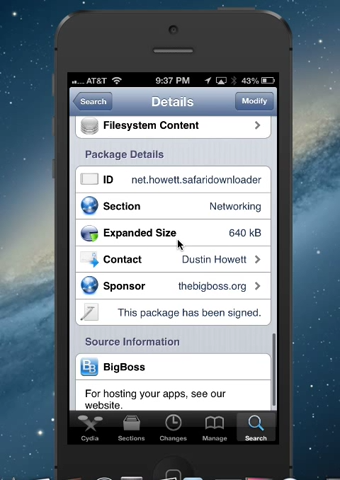 AT&T 9:37 PM 43%
Search Details Modify
Filesystem Content
Package Details
ID net.howett.safaridownloader
Section Networking
Expanded Size 640 kB
Contact Dustin Howett
Sponsor thebigboss.org
This package has been signed.
Source Information
BigBoss
For hosting your apps, see our
website.
Cydia Sections Changes Manage Search